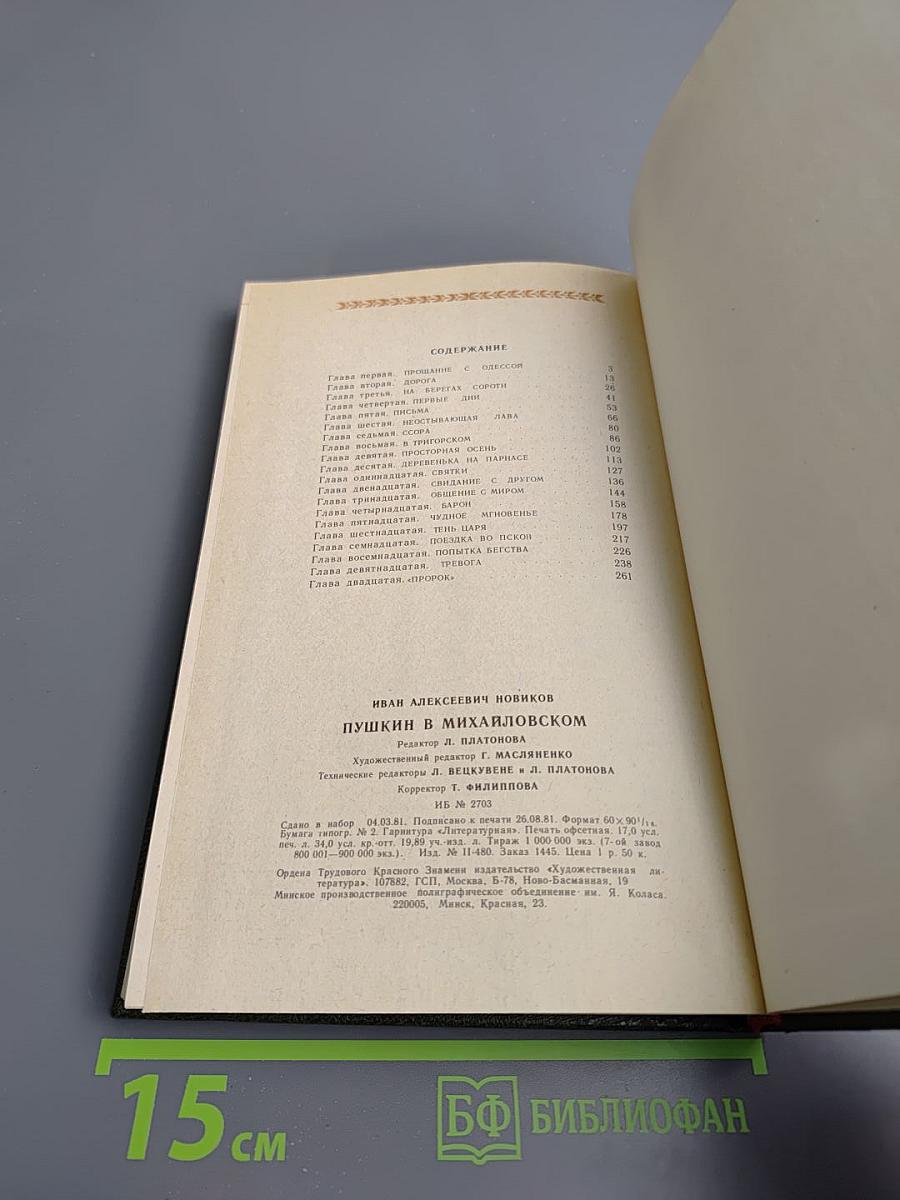 СОДЕРЖАНИЕ
Глава первая. ПРОЩАНИЕ С ОДЕССОЙ 3
Глава вторая. ДОРОГА 13
Глава третья. НА БЕРЕГАХ СОРОТИ 26
Глава четвертая. ПЕРВЫЕ ДНИ 41
Глава пятая. ПИСЬМА 53
Глава шестая. НЕОСТЫВАЮЩАЯ ЛАВА 66
Глава седьмая. ССОРА 80
Глава восьмая. В ТРИГОРСКОМ 86
Глава девятая. ПРОСТОРНАЯ ОСЕНЬ 102
Глава десятая. ДЕРЕВЕНЬКА НА ПАРНАСЕ 113
Глава одиннадцатая. СВЯТКИ 127
Глава двенадцатая. СВИДАНИЕ С ДРУГОМ 136
Глава тринадцатая. ОБЩЕНИЕ С МИРОМ 144
Глава четырнадцатая. БАРОН 158
Глава пятнадцатая. ЧУДНОЕ МГНОВЕНЬЕ 178
Глава шестнадцатая. ТЕНЬ ЦАРЯ 197
Глава семнадцатая. ПОЕЗДКА ВО ПСКОВ 217
Глава восемнадцатая. ПОПЫТКА БЕГСТВА 226
Глава девятнадцатая. ТРЕВОГА 238
Глава двадцатая. «ПРОРОК» 261
ИВАН АЛЕКСЕЕВИЧ НОВИКОВ
ПУШКИН В МИХАЙЛОВСКОМ
Редактор Л. ПЛАТОНОВА
Художественный редактор Г. МАСЛЯНЕНКО
Технические редакторы Л. ВЕЦКУВЕНЕ и Л. ПЛАТОНОВА
Корректор Т. ФИЛИППОВА
ИБ № 2703
Сдано в набор 04.03.81. Подписано к печати 26.08.81. Формат 60×90¹/₁₆.
Бумага типогр. № 2. Гарнитура «Литературная». Печать офсетная. 17,0 усл.
печ. л. 34,0 усл. кр.-отт. 19,89 уч.-изд. л. Тираж 1 000 000 экз. (7-ой завод
800 001—900 000 экз.). Изд. № II-480. Заказ 1445. Цена 1 р. 50 к.
Ордена Трудового Красного Знамени издательство «Художественная ли-
тература». 107882, ГСП, Москва, Б-78, Ново-Басманная, 19
Минское производственное полиграфическое объединение им. Я. Коласа.
220005, Минск, Красная, 23.
15 см
БФ БИБЛИОФАН